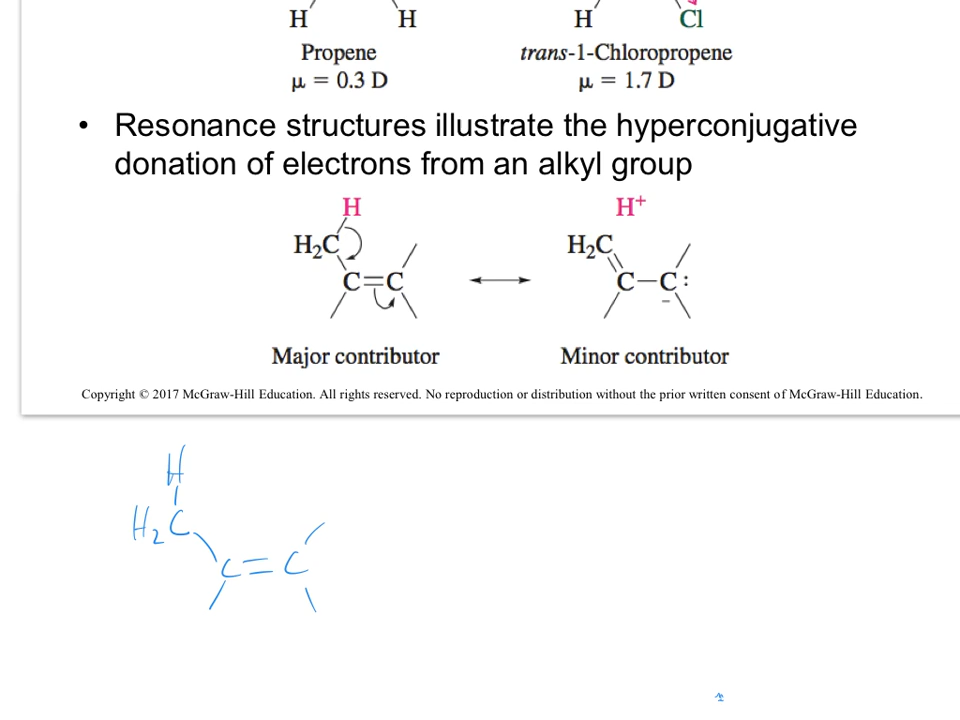 H H H Cl
Propene trans-1-Chloropropene
μ = 0.3 D μ = 1.7 D
• Resonance structures illustrate the hyperconjugative
donation of electrons from an alkyl group
H H⁺
H₂C H₂C
C=C C–C:
–
Major contributor Minor contributor
Copyright © 2017 McGraw-Hill Education. All rights reserved. No reproduction or distribution without the prior written consent of McGraw-Hill Education.
H
H₂C
C=C